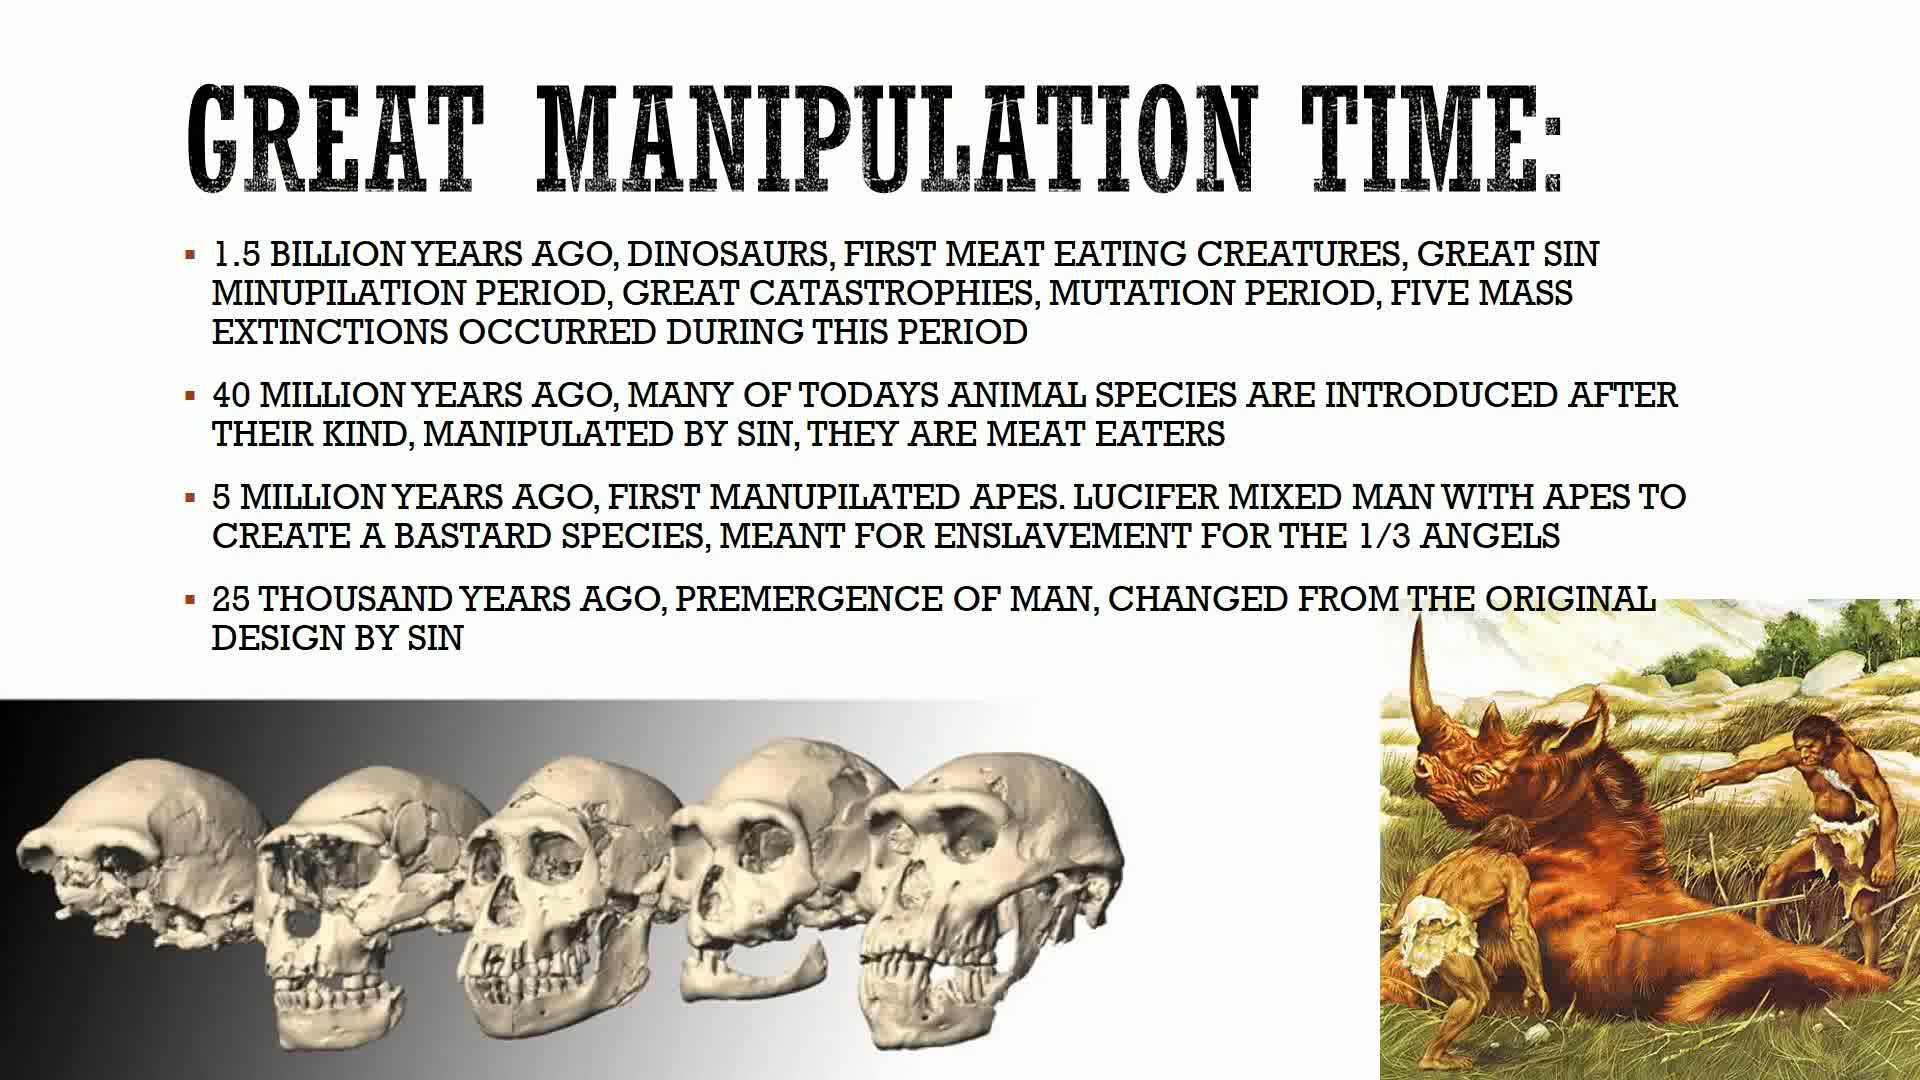 GREAT MANIPULATION TIME:
1.5 BILLION YEARS AGO, DINOSAURS, FIRST MEAT EATING CREATURES, GREAT SIN
MINUPILATION PERIOD, GREAT CATASTROPHIES, MUTATION PERIOD, FIVE MASS
EXTINCTIONS OCCURRED DURING THIS PERIOD
40 MILLION YEARS AGO, MANY OF TODAYS ANIMAL SPECIES ARE INTRODUCED AFTER
THEIR KIND, MANIPULATED BY SIN, THEY ARE MEAT EATERS
5 MILLION YEARS AGO, FIRST MANUPILATED APES. LUCIFER MIXED MAN WITH APES TO
CREATE A BASTARD SPECIES, MEANT FOR ENSLAVEMENT FOR THE 1/3 ANGELS
25 THOUSAND YEARS AGO, PREMERGENCE OF MAN, CHANGED FROM THE ORIGINAL
DESIGN BY SIN